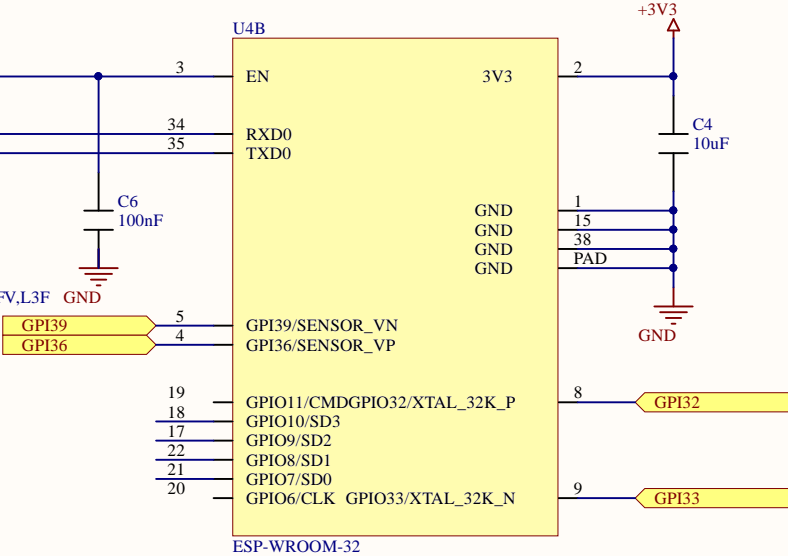 +3V3
U4B
3 EN 3V3 2
34 RXD0
35 TXD0
C4
10uF
C6
100nF
GND 1
GND 15
GND 38
GND PAD
FV,L3F GND
GPI39 5 GPI39/SENSOR_VN
GPI36 4 GPI36/SENSOR_VP
GND
19 GPIO11/CMDGPIO32/XTAL_32K_P 8 GPI32
18 GPIO10/SD3
17 GPIO9/SD2
22 GPIO8/SD1
21 GPIO7/SD0
20 GPIO6/CLK GPIO33/XTAL_32K_N 9 GPI33
ESP-WROOM-32